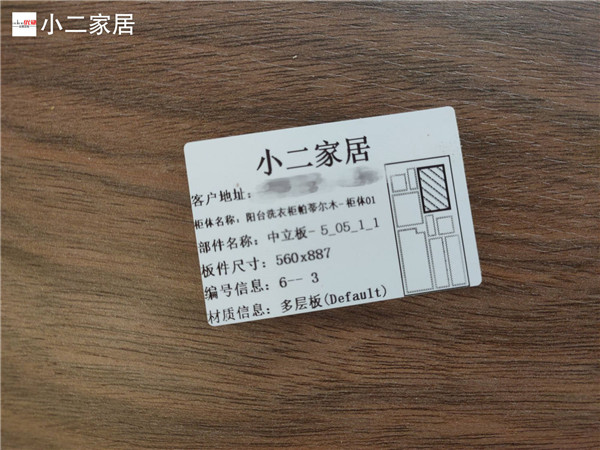 小二家居
小二家居
客户地址：
柜体名称：阳台洗衣柜帕蒂尔木-柜体01
部件名称：中立板-5_05_1_1
板件尺寸：560x887
编号信息：6-- 3
材质信息：多层板(Default)